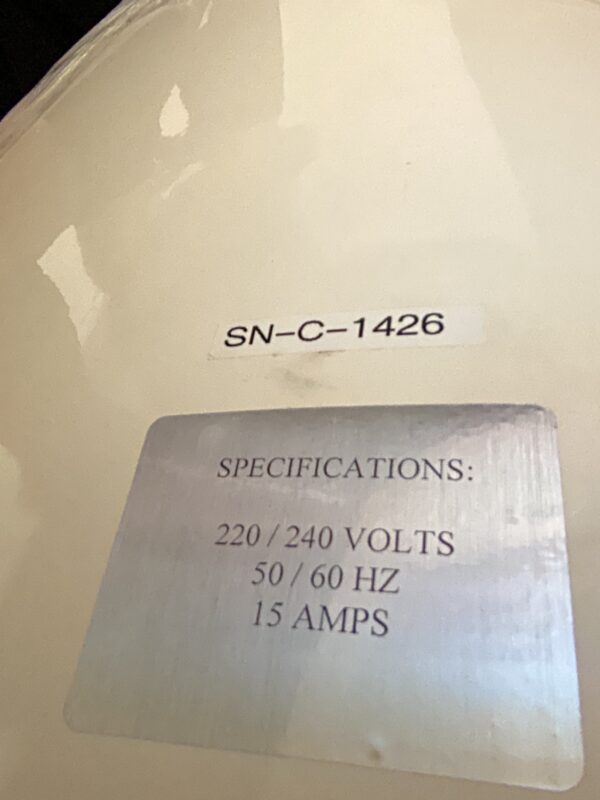 SN-C-1426
SPECIFICATIONS:
220 / 240 VOLTS
50 / 60 HZ
15 AMPS